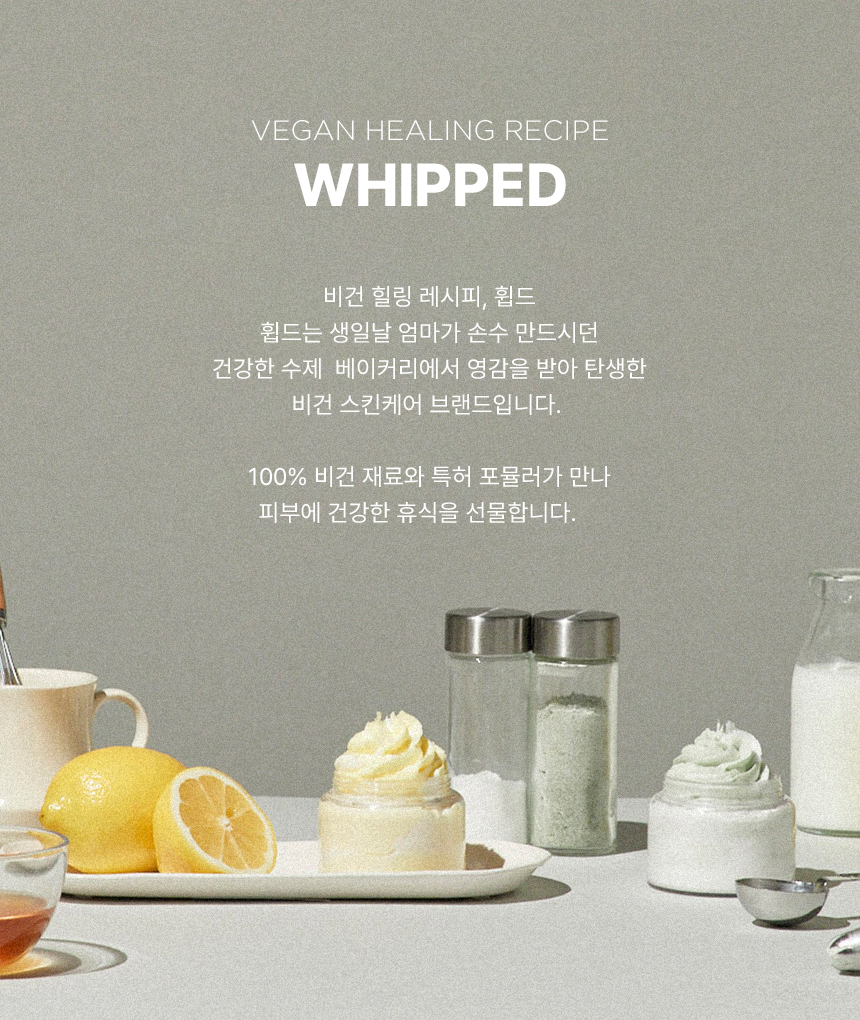 VEGAN HEALING RECIPE
WHIPPED
비건 힐링 레시피, 휩드
휩드는 생일날 엄마가 손수 만드시던
건강한 수제 베이커리에서 영감을 받아 탄생한
비건 스킨케어 브랜드입니다.
100% 비건 재료와 특허 포뮬러가 만나
피부에 건강한 휴식을 선물합니다.